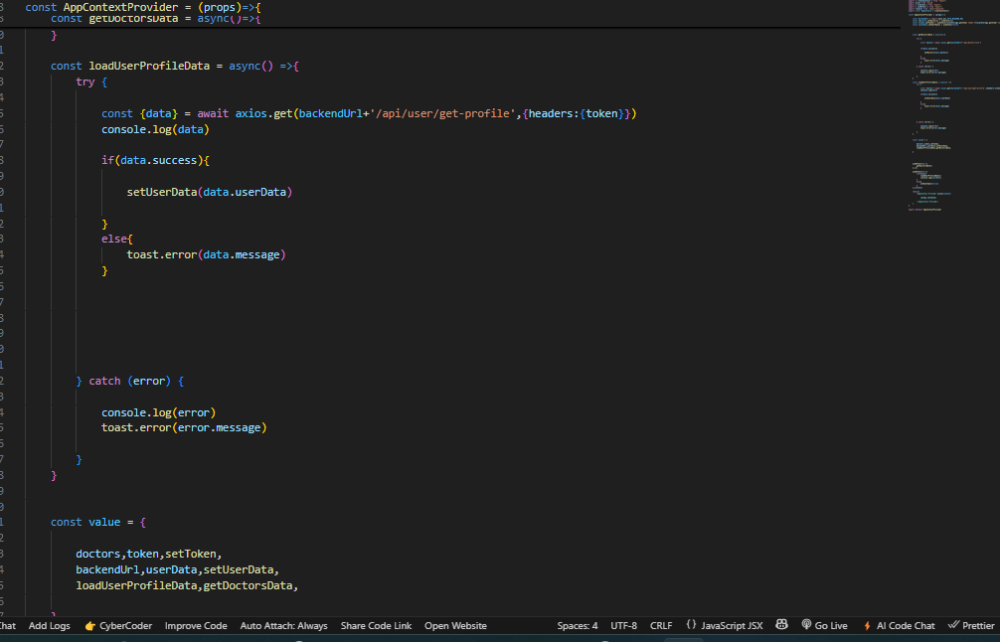 const AppContextProvider = (props)=>{
const getDoctorsData = async()=>{
}
const loadUserProfileData = async() =>{
try {
const {data} = await axios.get(backendUrl+'/api/user/get-profile',{headers:{token}})
console.log(data)
if(data.success){
setUserData(data.userData)
}
else{
toast.error(data.message)
}
} catch (error) {
console.log(error)
toast.error(error.message)
}
}
const value = {
doctors,token,setToken,
backendUrl,userData,setUserData,
loadUserProfileData,getDoctorsData,
}
Chat Add Logs 👉 CyberCoder Improve Code Auto Attach: Always Share Code Link Open Website Spaces: 4 UTF-8 CRLF {} JavaScript JSX Go Live AI Code Chat Prettier